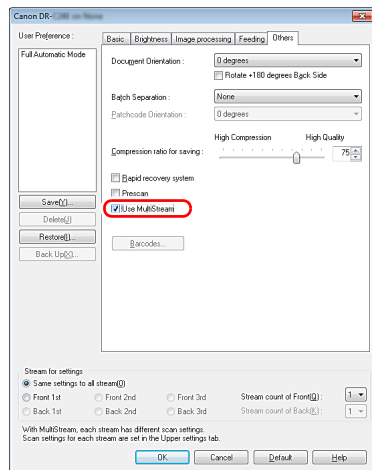 Canon DR- on None
User Preference :
Full Automatic Mode
Save(Y)...
Delete(J)
Restore(I)...
Back Up(X)...
Basic Brightness Image processing Feeding Others
Document Orientation : 0 degrees
Rotate +180 degrees Back Side
Batch Separation : None
Patchcode Orientation : 0 degrees
High Compression High Quality
Compression ratio for saving : 75
Rapid recovery system
Prescan
Use MultiStream
Barcodes...
Stream for settings
Same settings to all stream(O)
Front 1st Front 2nd Front 3rd Stream count of Front(Q) : 1
Back 1st Back 2nd Back 3rd Stream count of Back(K) : 1
With MultiStream, each stream has different scan settings.
Scan settings for each stream are set in the Upper settings tab.
OK Cancel Default Help